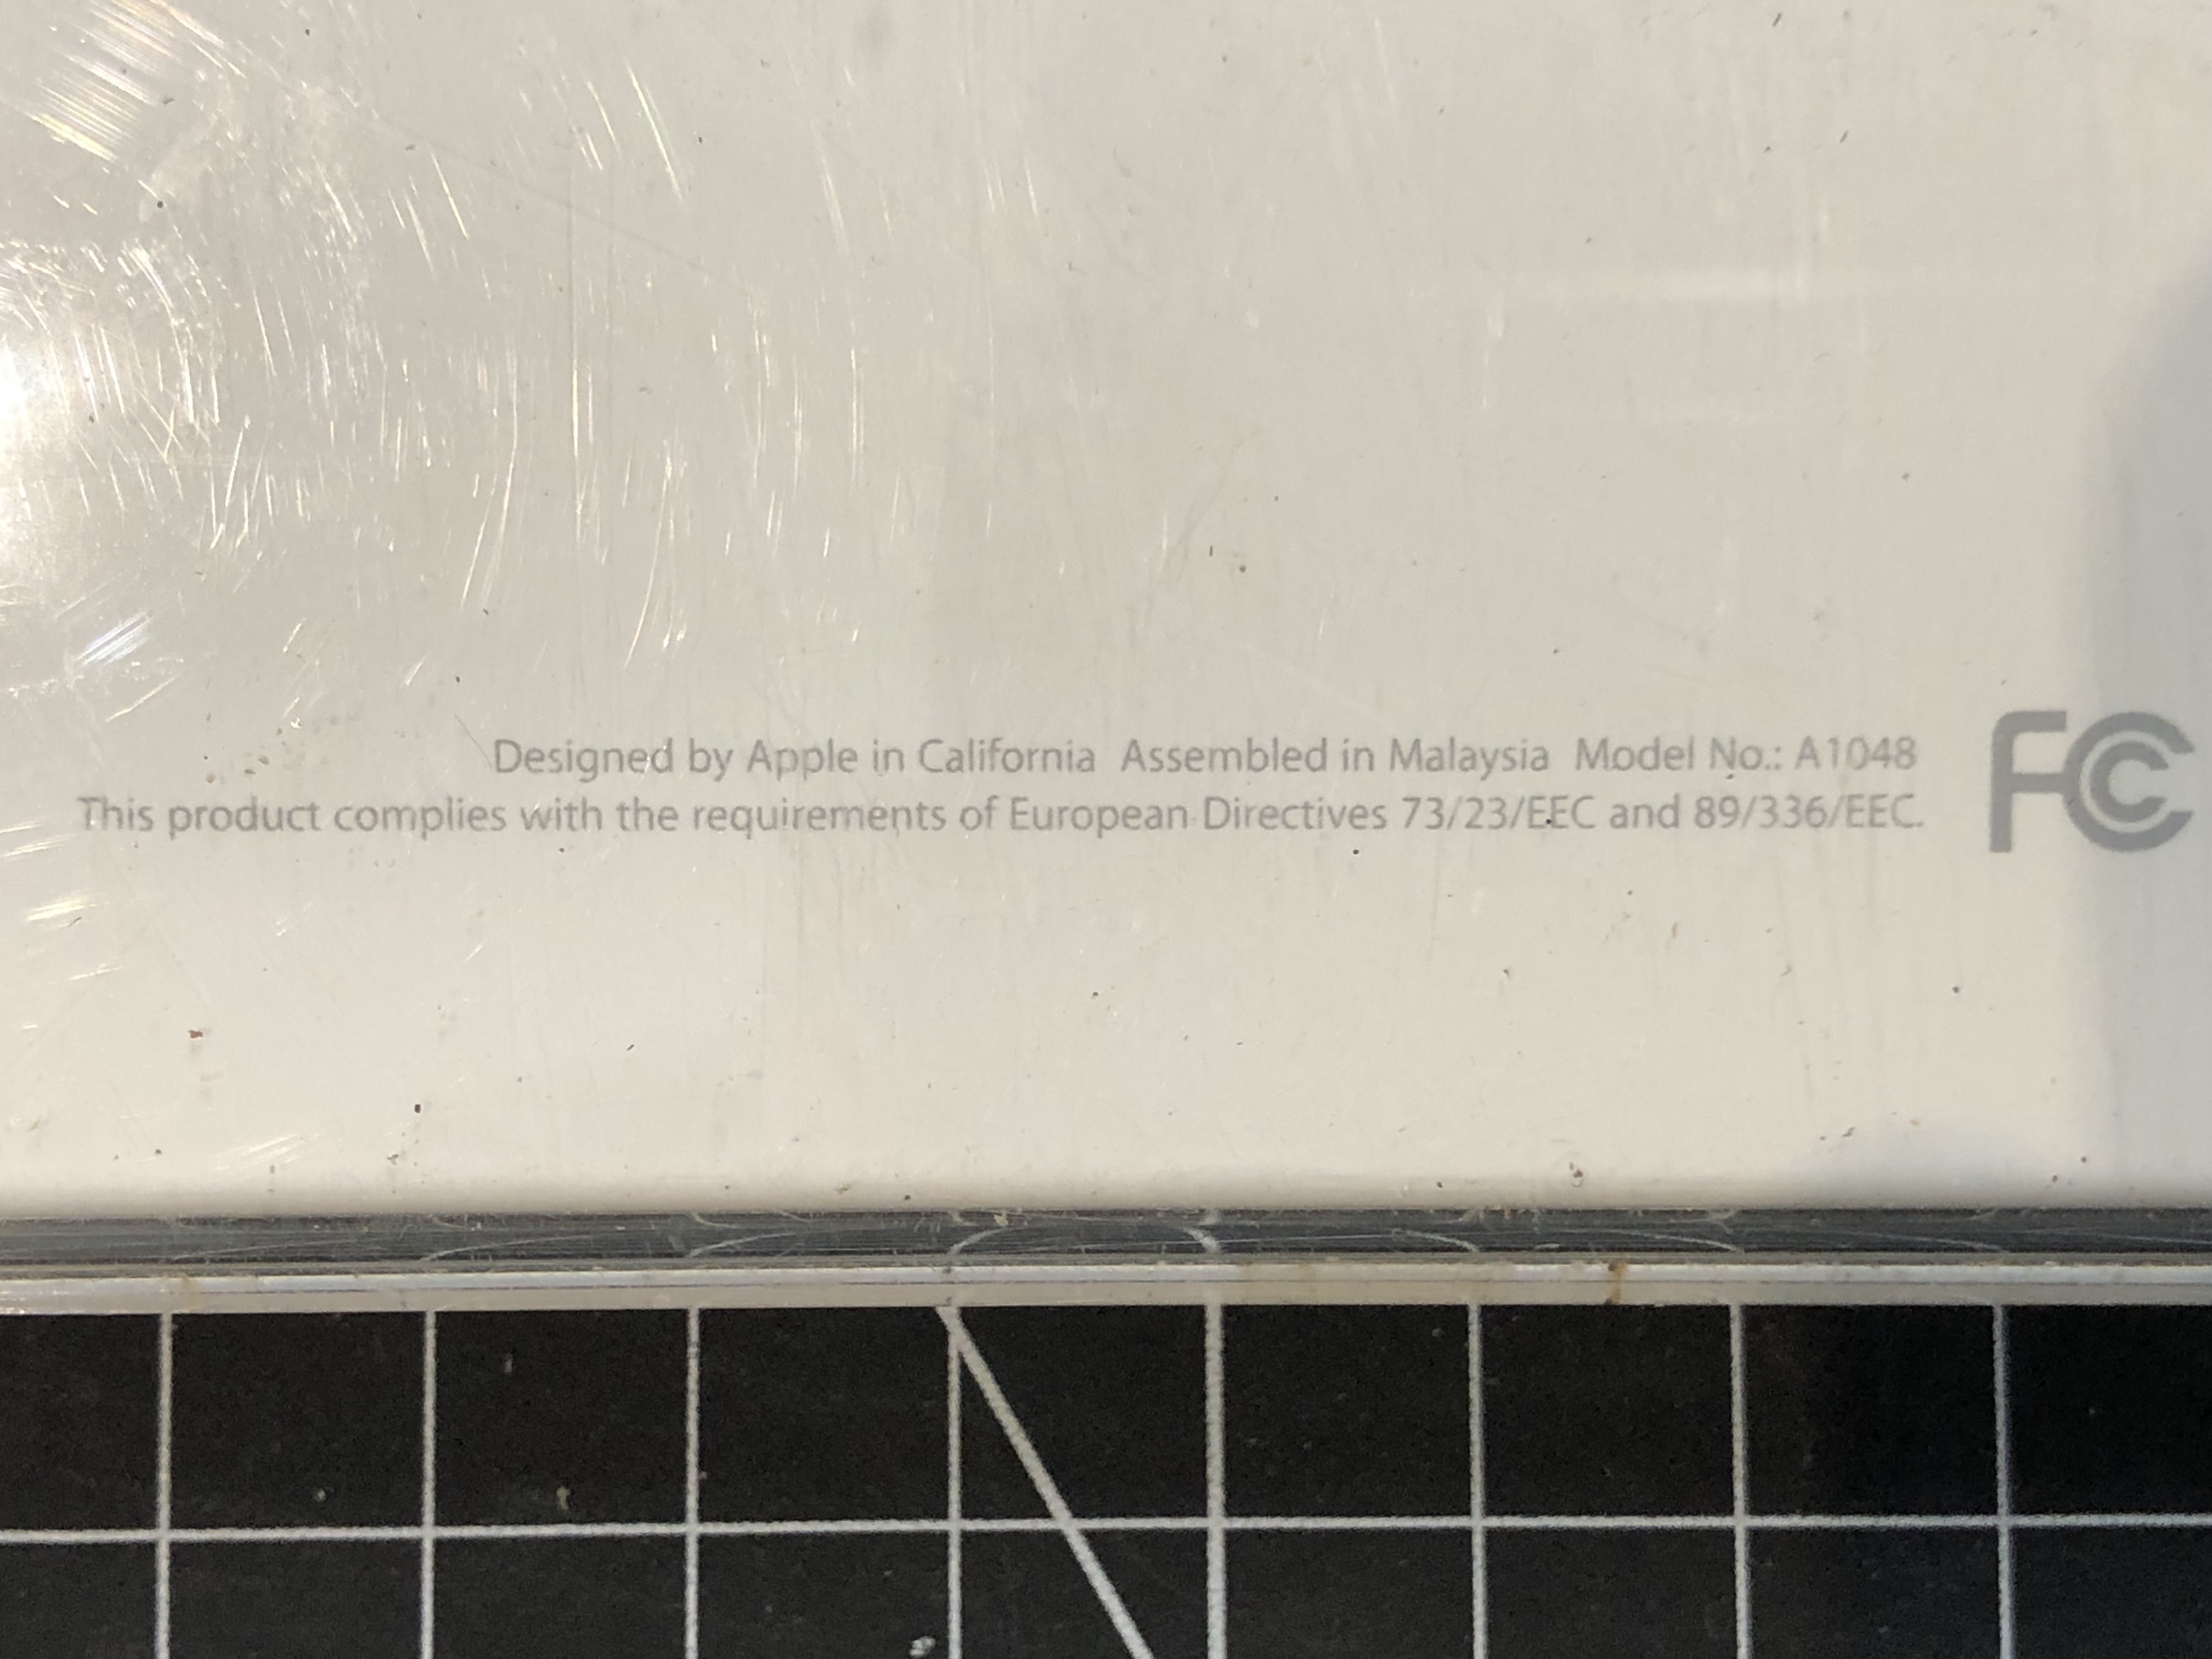 Designed by Apple in California Assembled in Malaysia Model No.: A1048
This product complies with the requirements of European Directives 73/23/EEC and 89/336/EEC.
FC